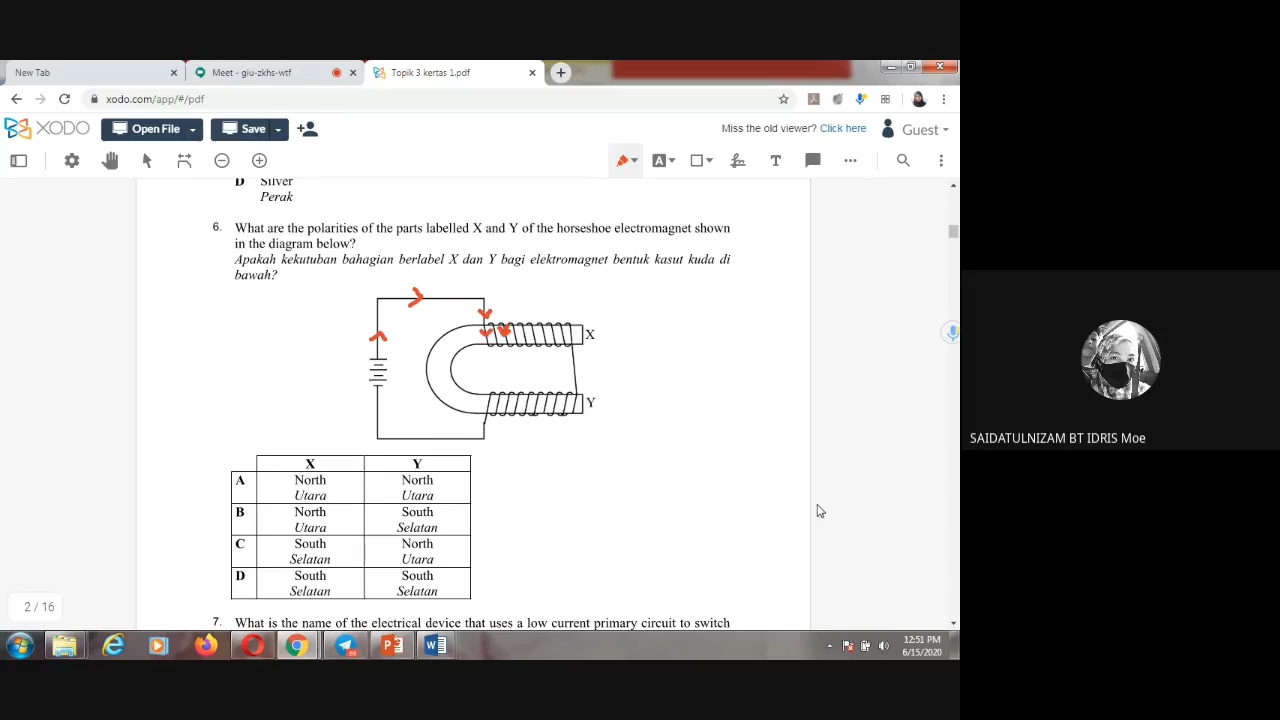 New Tab
Meet - giu-zkhs-wtf
Topik 3 kertas 1.pdf
xodo.com/app/#/pdf
XODO
Open File
Save
Miss the old viewer? Click here
Guest
A
T
D Silver
Perak
6. What are the polarities of the parts labelled X and Y of the horseshoe electromagnet shown
in the diagram below?
Apakah kekutuban bahagian berlabel X dan Y bagi elektromagnet bentuk kasut kuda di
bawah?
X
Y
X Y
A North North
Utara Utara
B North South
Utara Selatan
C South North
Selatan Utara
D South South
Selatan Selatan
7. What is the name of the electrical device that uses a low current primary circuit to switch
2 / 16
12:51 PM
6/15/2020
SAIDATULNIZAM BT IDRIS Moe